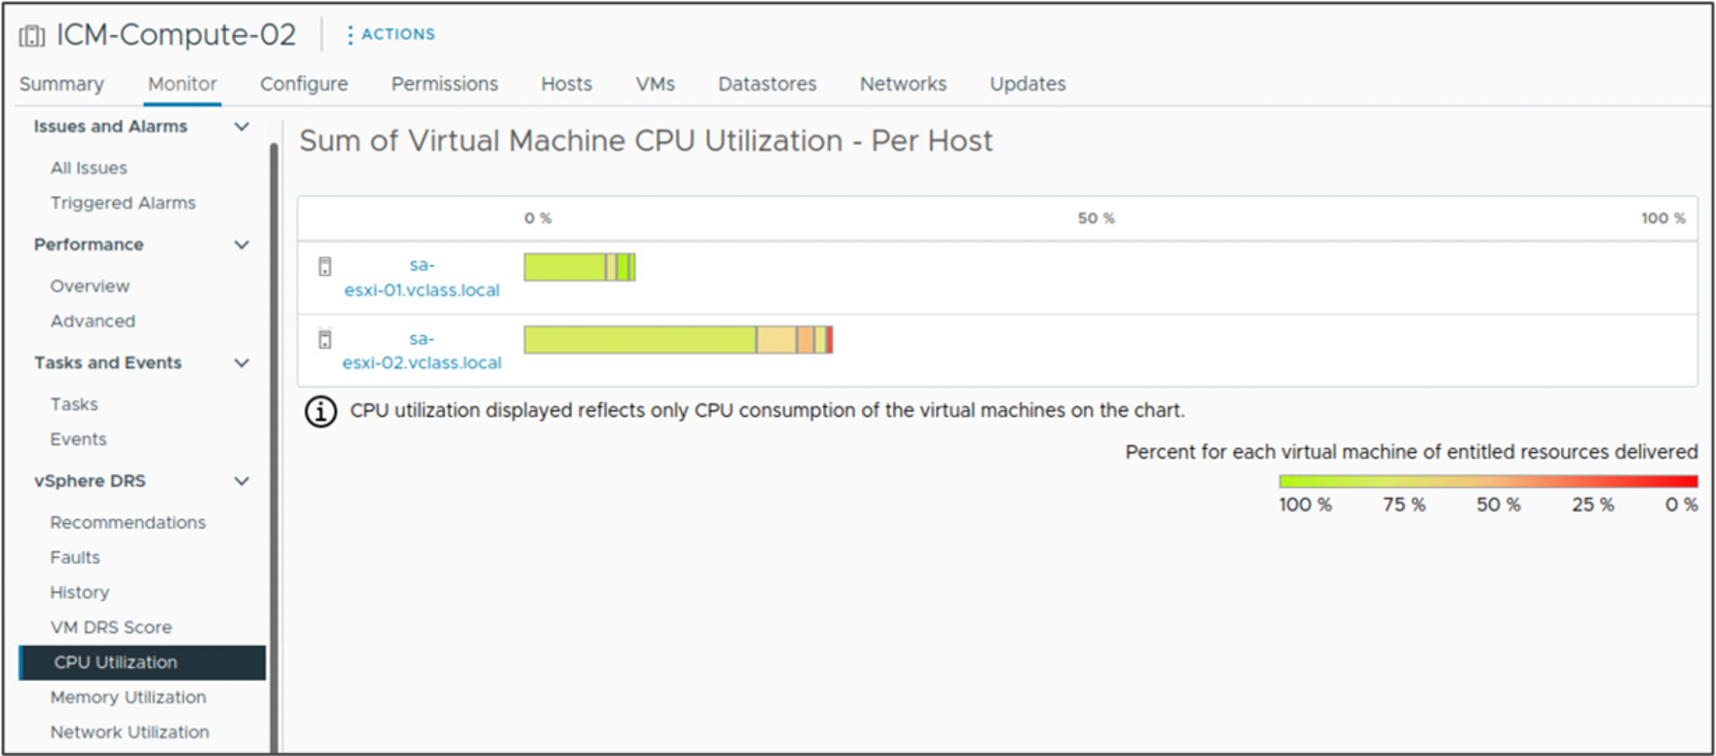 ICM-Compute-02
ACTIONS
Summary Monitor Configure Permissions Hosts VMs Datastores Networks Updates
Issues and Alarms
All Issues
Triggered Alarms
Performance
Overview
Advanced
Tasks and Events
Tasks
Events
vSphere DRS
Recommendations
Faults
History
VM DRS Score
CPU Utilization
Memory Utilization
Network Utilization
Sum of Virtual Machine CPU Utilization - Per Host
0 % 50 % 100 %
sa-
esxi-01.vclass.local
sa-
esxi-02.vclass.local
CPU utilization displayed reflects only CPU consumption of the virtual machines on the chart.
Percent for each virtual machine of entitled resources delivered
100 % 75 % 50 % 25 % 0 %